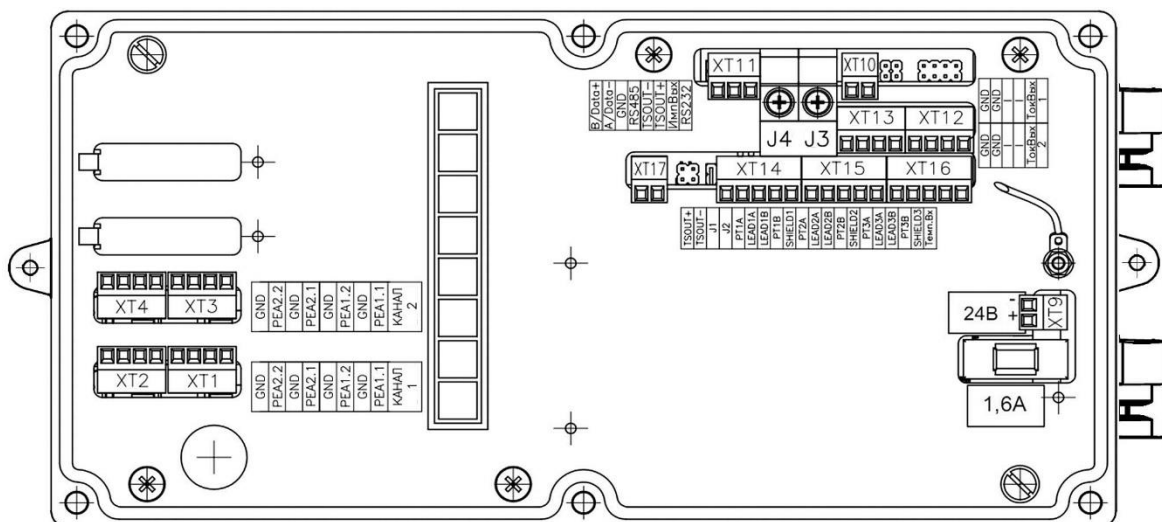 XT11
XT10
B/Data+
A/Data-
GND
RS485
TSOUT-
TSOUT+
ИмпВых
RS232
J4
J3
XT13
XT12
GND
GND
I
ТокВых
1
GND
GND
I
ТокВых
2
XT17
XT14
XT15
XT16
TSOUT+
TSOUT-
J1
J2
PT1A
LEAD1A
LEAD1B
PT1B
SHIELD1
PT2A
LEAD2A
LEAD2B
PT2B
SHIELD2
PT3A
LEAD3A
LEAD3B
PT3B
SHIELD3
Темп.Вх
XT4
XT3
GND
PEA2.2
GND
PEA2.1
GND
PEA1.2
GND
PEA1.1
КАНАЛ
2
24В
-
+
XT9
XT2
XT1
GND
PEA2.2
GND
PEA2.1
GND
PEA1.2
GND
PEA1.1
КАНАЛ
1
1,6А